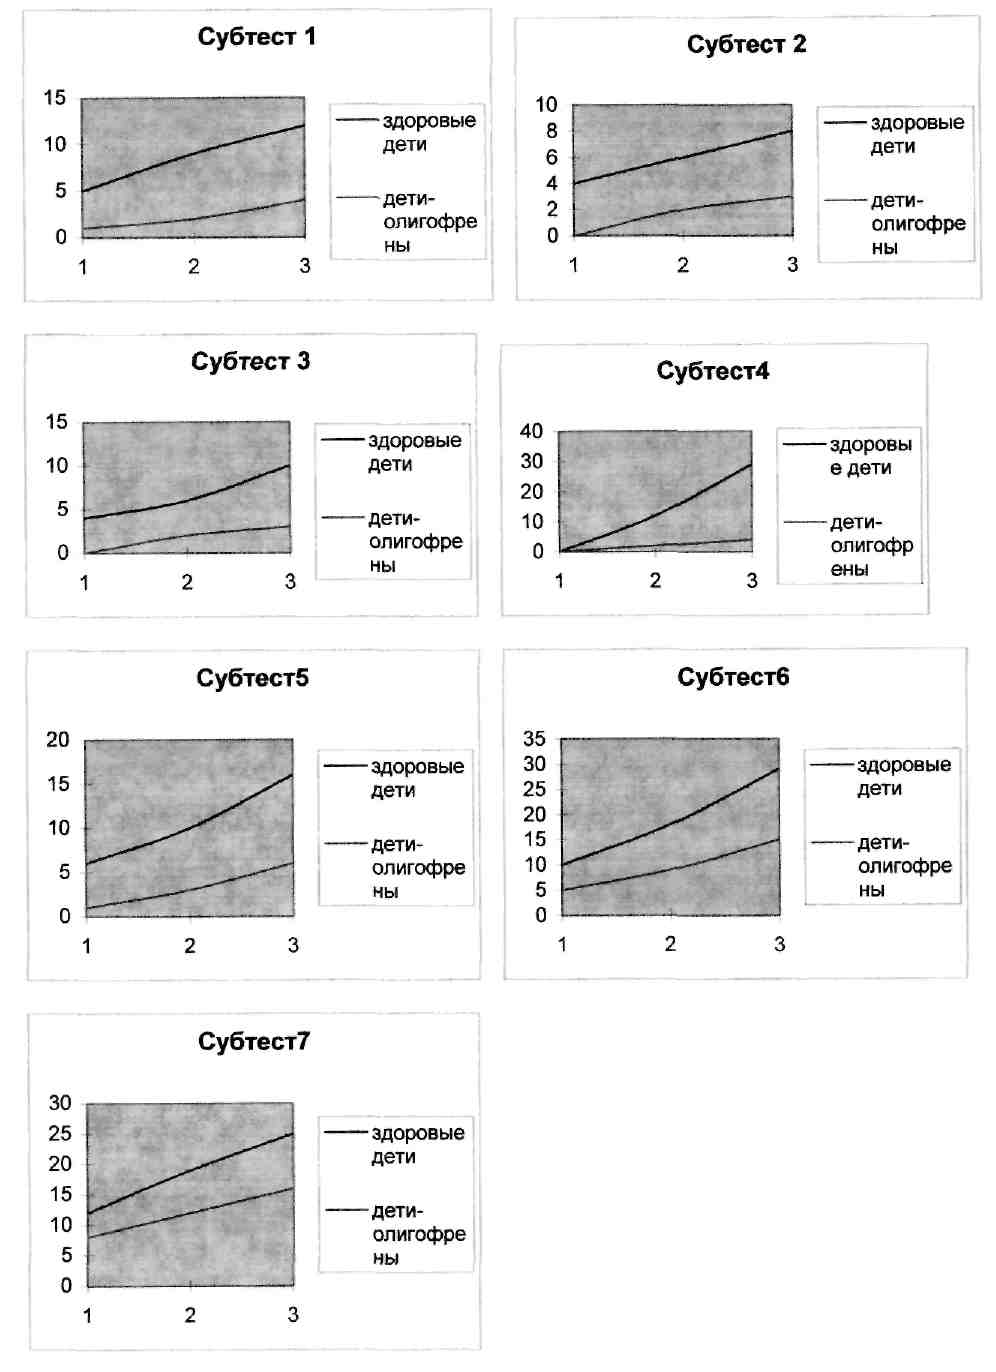 Субтест 1
15
10
5
0
1 2 3
здоровые
дети
дети-
олигофре
ны
Субтест 2
10
8
6
4
2
0
1 2 3
здоровые
дети
дети-
олигофре
ны
Субтест 3
15
10
5
0
1 2 3
здоровые
дети
дети-
олигофре
ны
Субтест4
40
30
20
10
0
1 2 3
здоровы
е дети
дети-
олигофр
ены
Субтест5
20
15
10
5
0
1 2 3
здоровые
дети
дети-
олигофре
ны
Субтест6
35
30
25
20
15
10
5
0
1 2 3
здоровые
дети
дети-
олигофре
ны
Субтест7
30
25
20
15
10
5
0
1 2 3
здоровые
дети
дети-
олигофре
ны